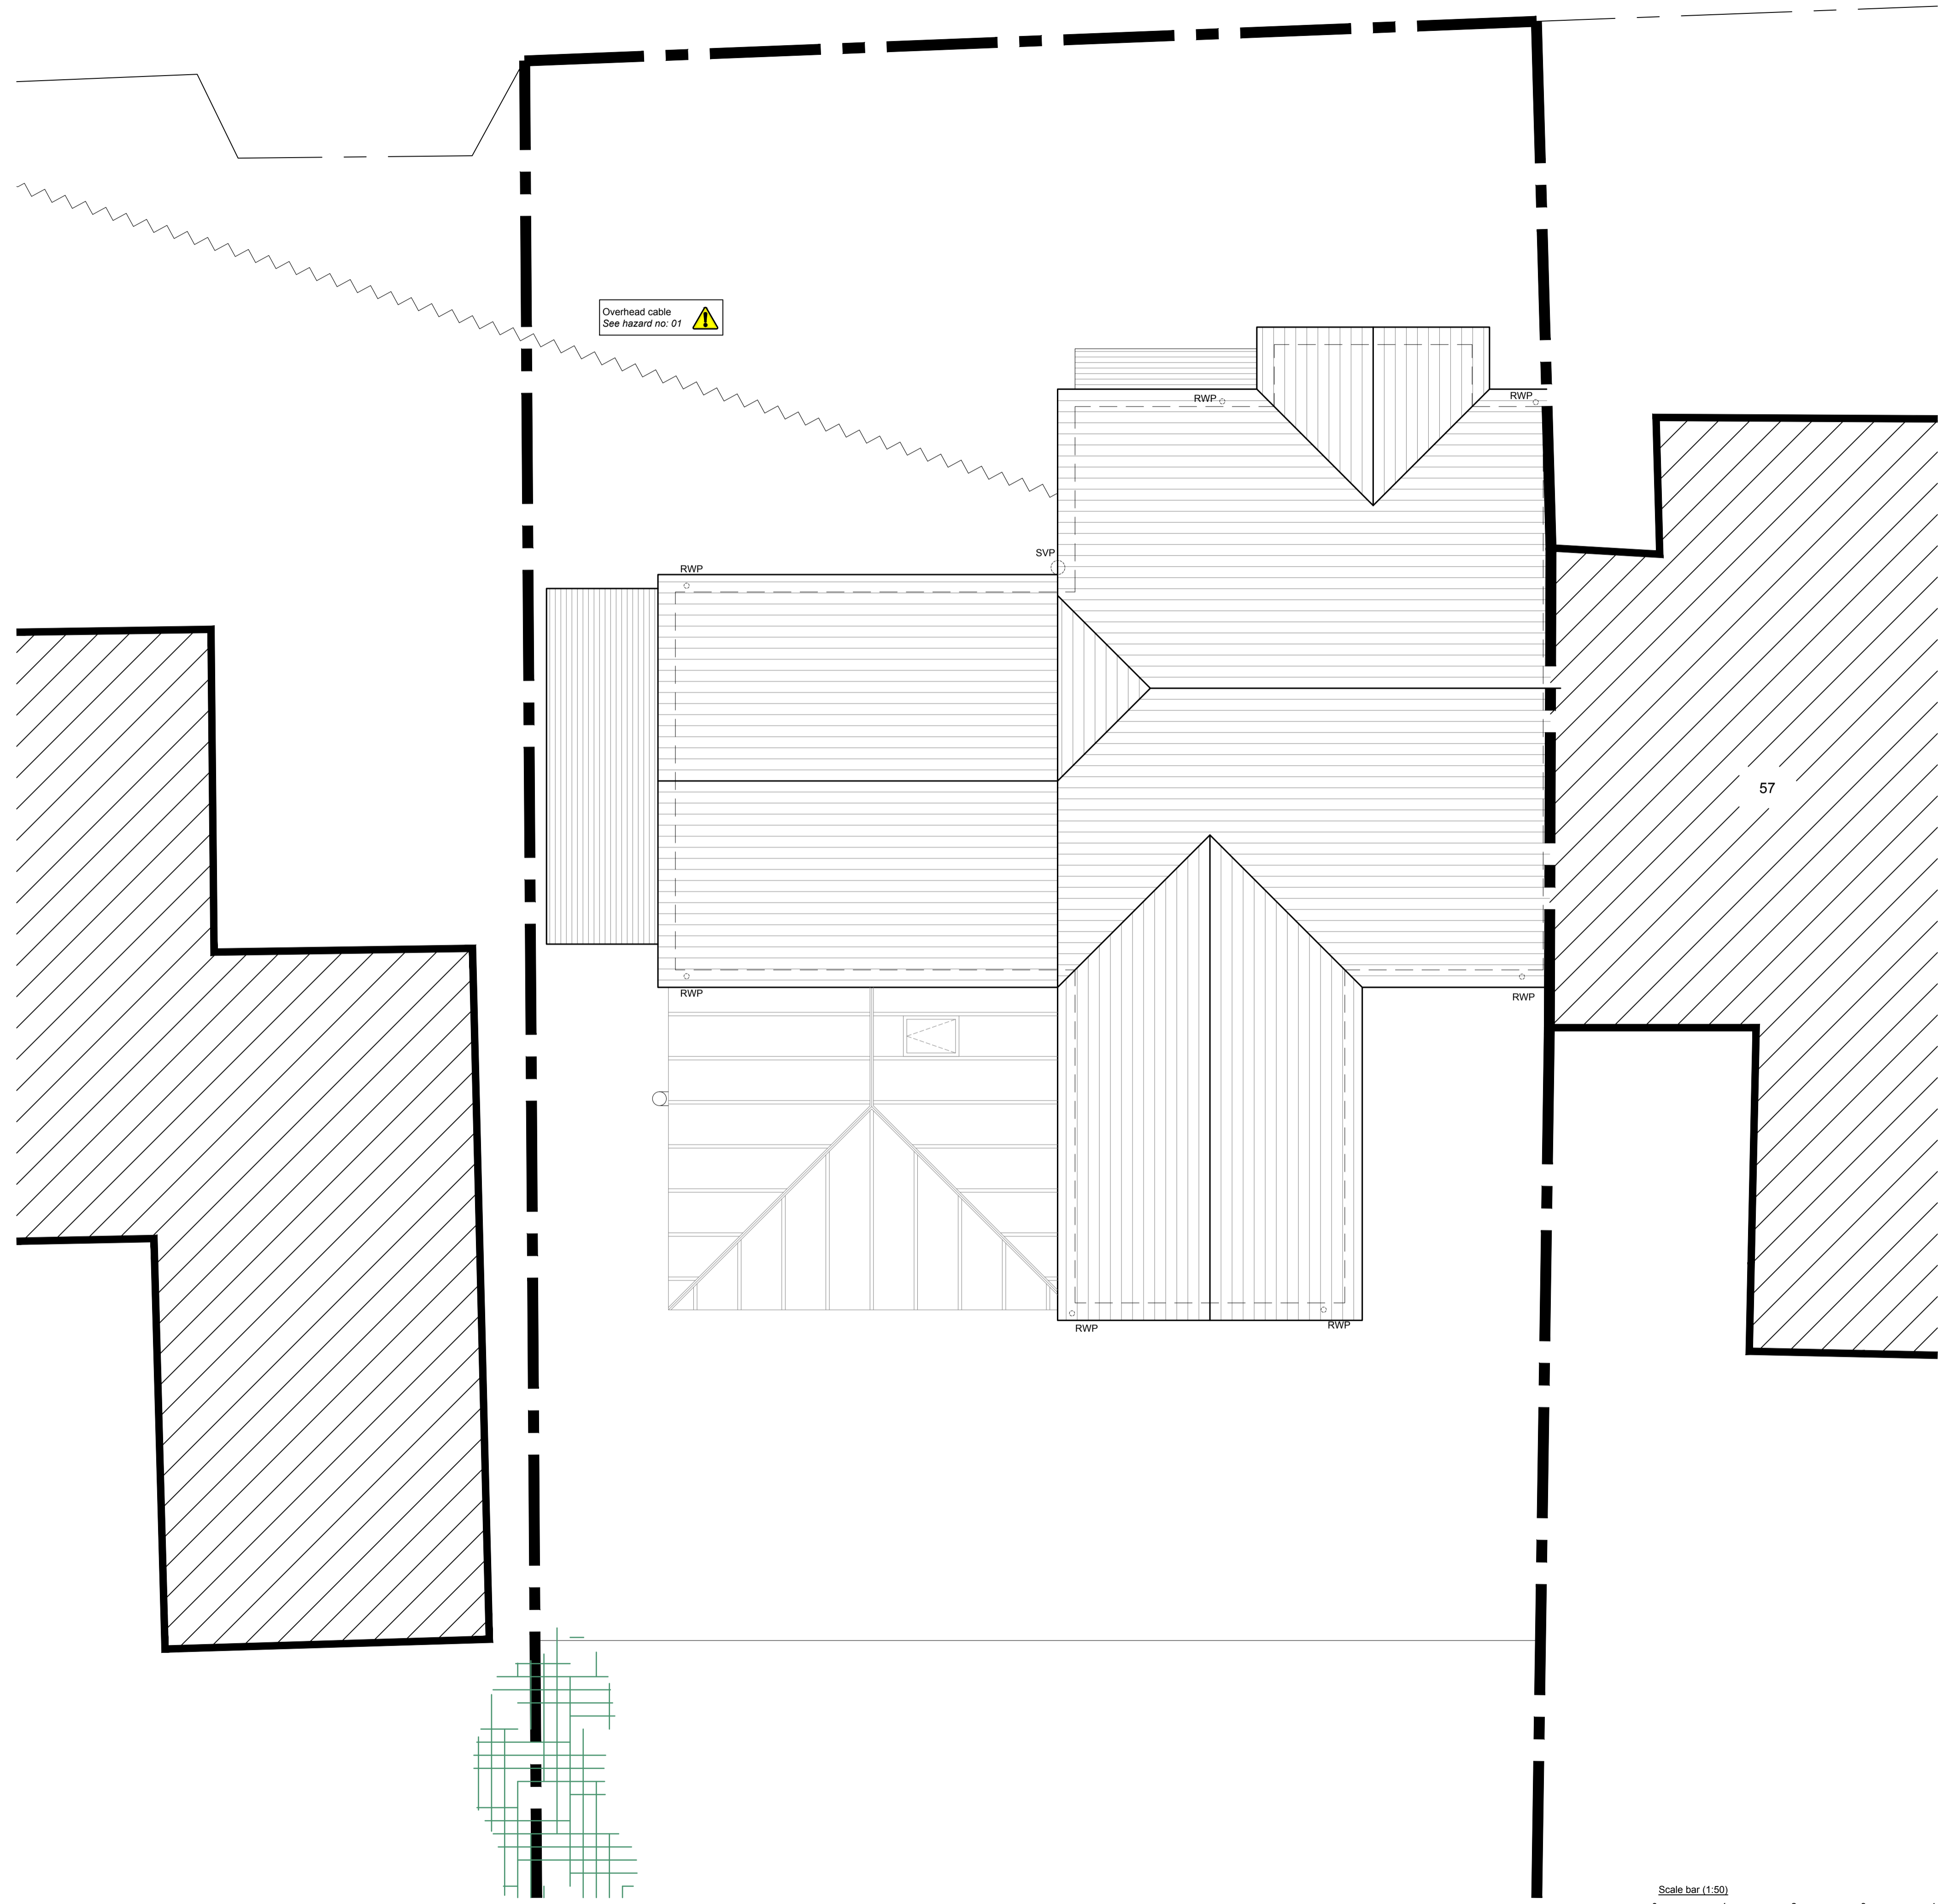 Overhead cable
See hazard no: 01
RWP
RWP
SVP
RWP
57
RWP
RWP
RWP
RWP
Scale bar (1:50)